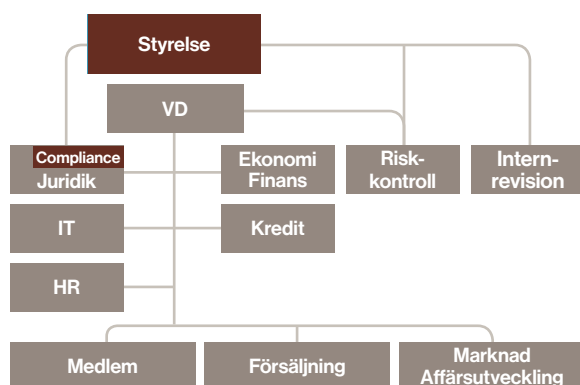 Styrelse
VD
Compliance
Juridik
Ekonomi
Finans
Risk-
kontroll
Intern-
revision
IT
Kredit
HR
Medlem
Försäljning
Marknad
Affärsutveckling